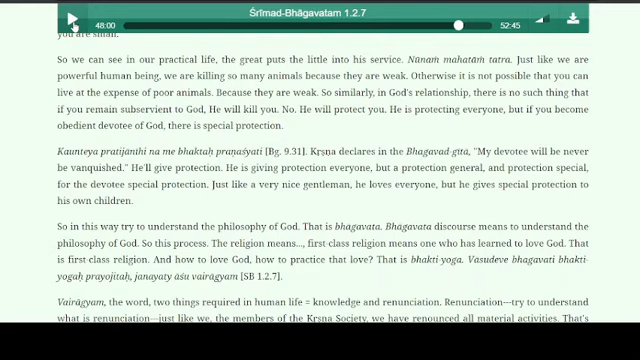 Śrīmad-Bhāgavatam 1.2.7
48:00
52:45
you are small.
So we can see in our practical life, the great puts the little into his service. Nūnaṁ mahatāṁ tatra. Just like we are
powerful human being, we are killing so many animals because they are weak. Otherwise it is not possible that you can
live at the expense of poor animals. Because they are weak. So similarly, in God's relationship, there is no such thing that
if you remain subservient to God, He will kill you. No. He will protect you. He is protecting everyone, but if you become
obedient devotee of God, there is special protection.
Kaunteya pratijānīhi na me bhaktaḥ praṇaśyati [Bg. 9.31]. Kṛṣṇa declares in the Bhagavad-gītā, "My devotee will be never
be vanquished." He'll give protection. He is giving protection everyone, but a protection general, and protection special,
for the devotee special protection. Just like a very nice gentleman, he loves everyone, but he gives special protection to
his own children.
So in this way try to understand the philosophy of God. That is bhagavata. Bhāgavata discourse means to understand the
philosophy of God. So this process. The religion means..., first-class religion means one who has learned to love God. That
is first-class religion. And how to love God, how to practice that love? That is bhakti-yoga. Vāsudeve bhagavati bhakti-
yogaḥ prayojitaḥ, janayaty āśu vairāgyam [SB 1.2.7].
Vairāgyam, the word, two things required in human life = knowledge and renunciation. Renunciation---try to understand
what is renunciation---just like we, the members of the Kṛṣṇa Society, we have renounced all material activities. That's